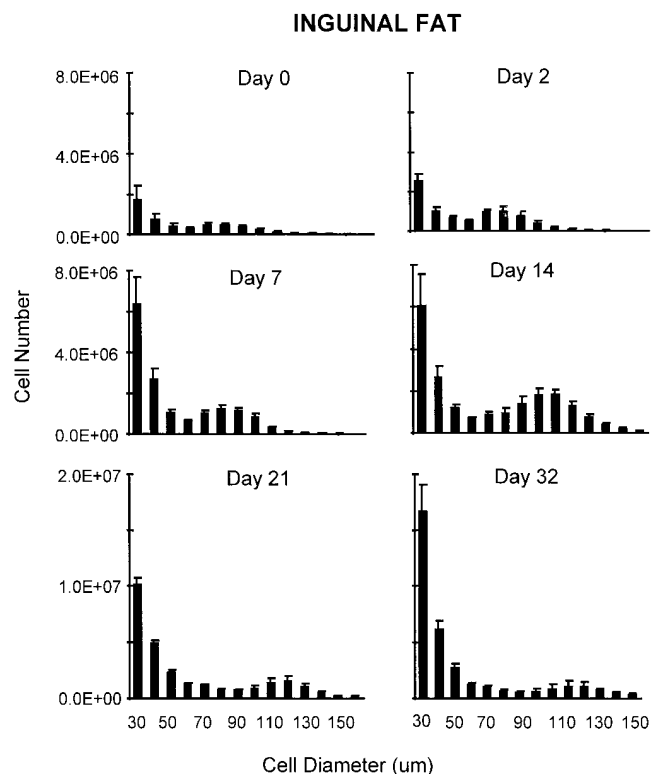 INGUINAL FAT
8.0E+06
Day 0
Day 2
4.0E+06
0.0E+00
8.0E+06
Day 7
Day 14
4.0E+06
0.0E+00
Cell Number
2.0E+07
Day 21
Day 32
1.0E+07
0.0E+00
30 50 70 90 110 130 150
30 50 70 90 110 130 150
Cell Diameter (um)